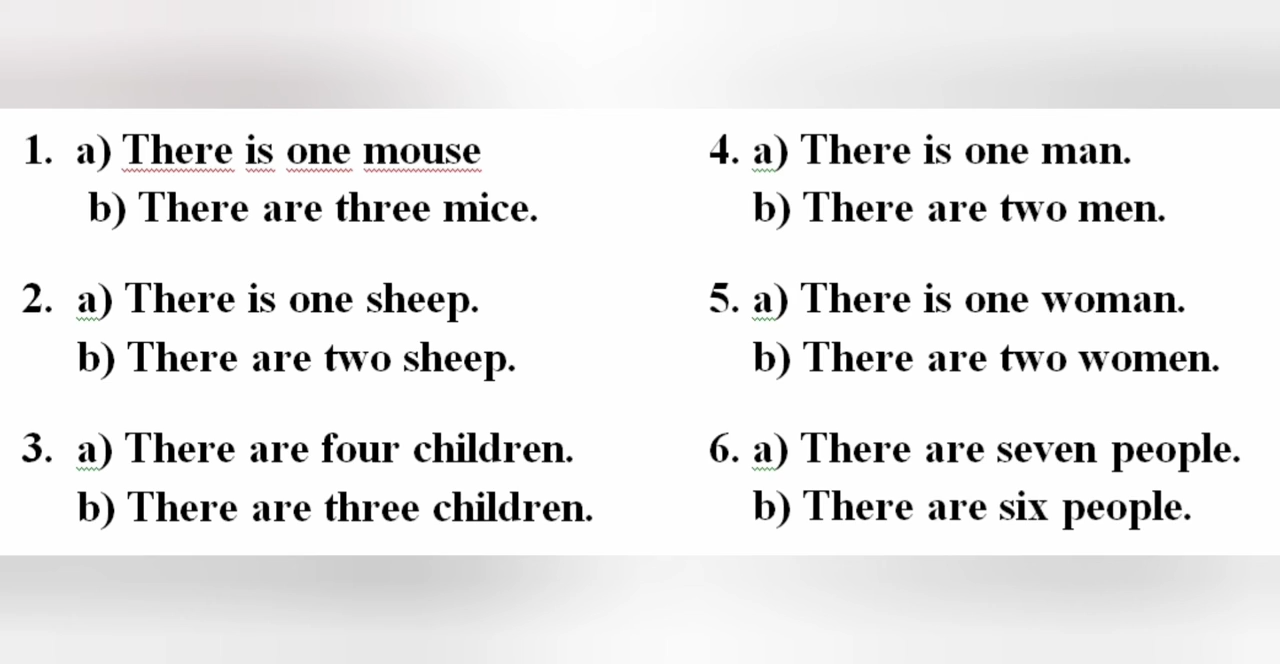 1. a) There is one mouse
b) There are three mice.
2. a) There is one sheep.
b) There are two sheep.
3. a) There are four children.
b) There are three children.
4. a) There is one man.
b) There are two men.
5. a) There is one woman.
b) There are two women.
6. a) There are seven people.
b) There are six people.